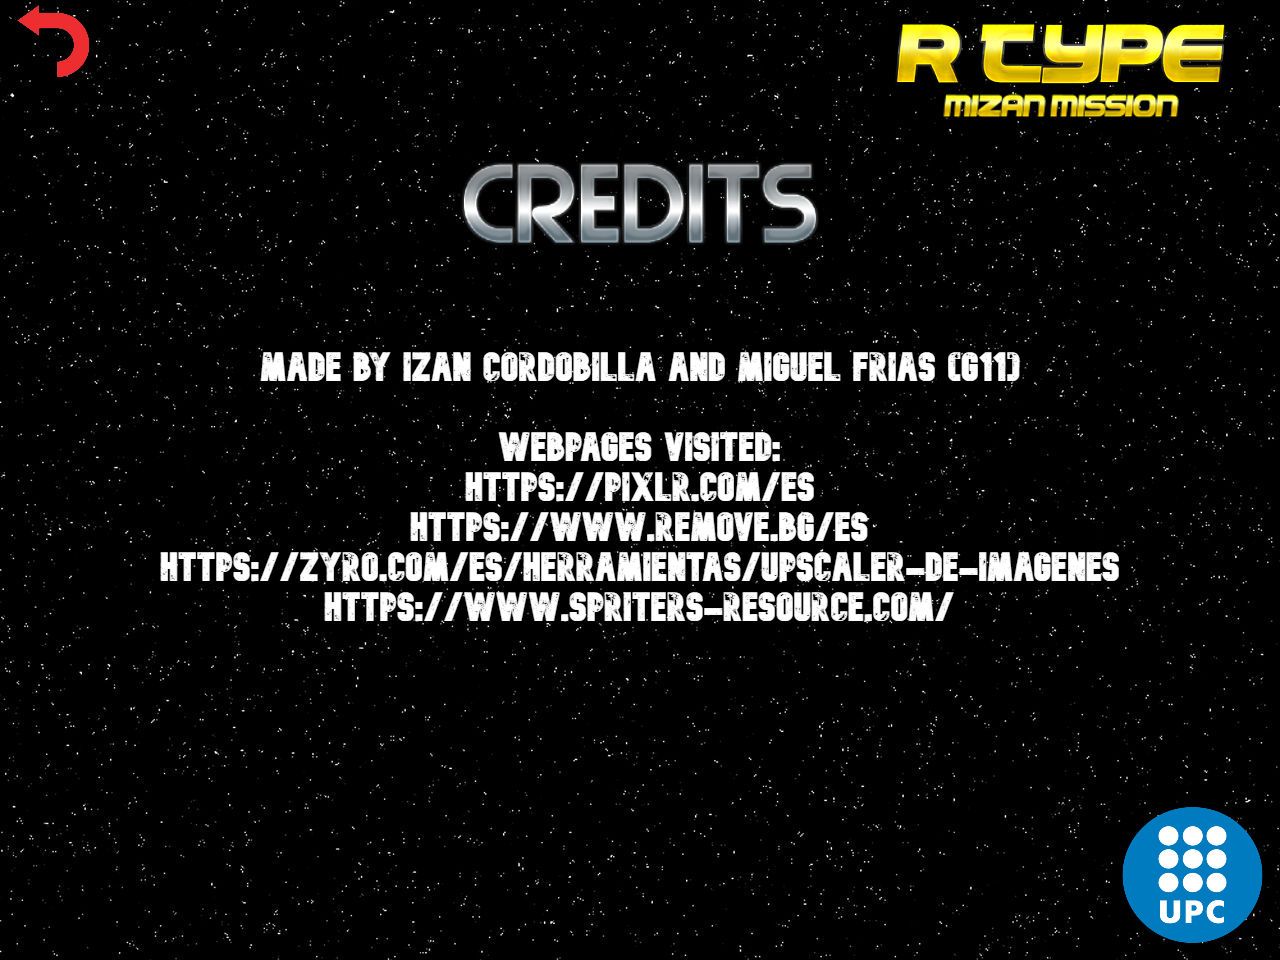 R TYPE
MIZAN MISSION
CREDITS
MADE BY IZAN CORDOBILLA AND MIGUEL FRIAS (G11)
WEBPAGES VISITED:
HTTPS://PIXLR.COM/ES
HTTPS://WWW.REMOVE.BG/ES
HTTPS://ZYRO.COM/ES/HERRAMIENTAS/UPSCALER-DE-IMAGENES
HTTPS://WWW.SPRITERS-RESOURCE.COM/
UPC